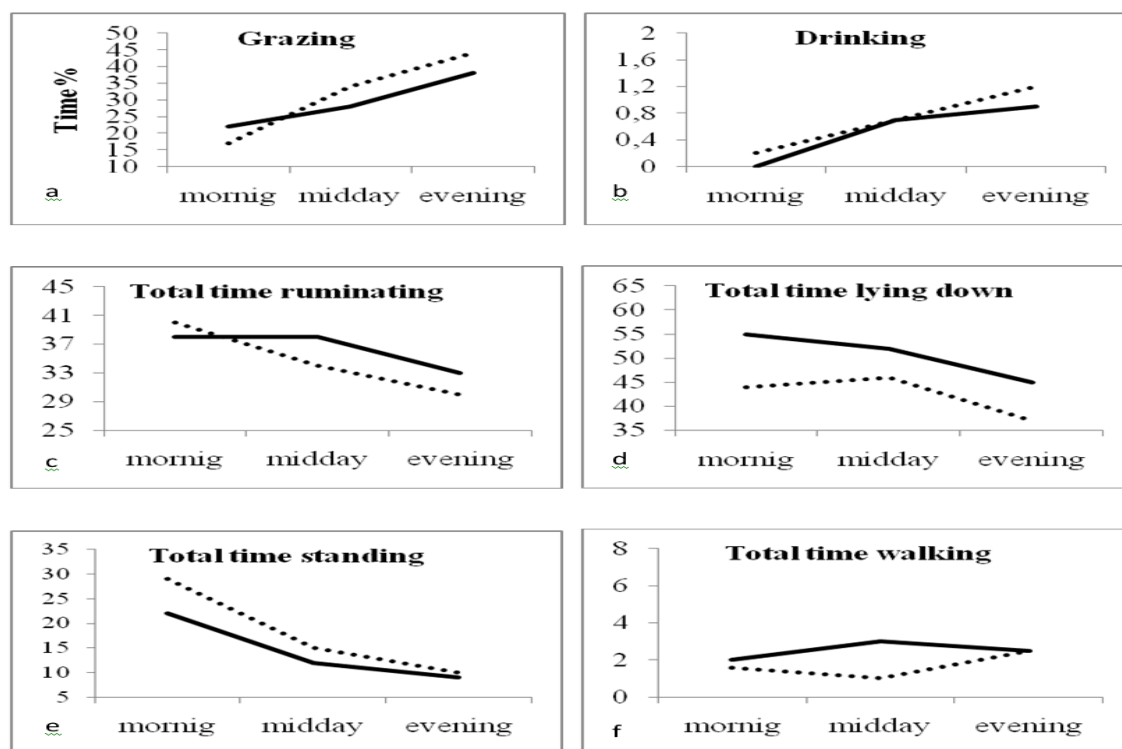 Grazing
Time %
50
45
40
35
30
25
20
15
10
mornig midday evening
a
Drinking
2
1,6
1,2
0,8
0,4
0
mornig midday evening
b
Total time ruminating
45
41
37
33
29
25
mornig midday evening
c
Total time lying down
65
60
55
50
45
40
35
mornig midday evening
d
Total time standing
35
30
25
20
15
10
5
mornig midday evening
e
Total time walking
8
6
4
2
0
mornig midday evening
f